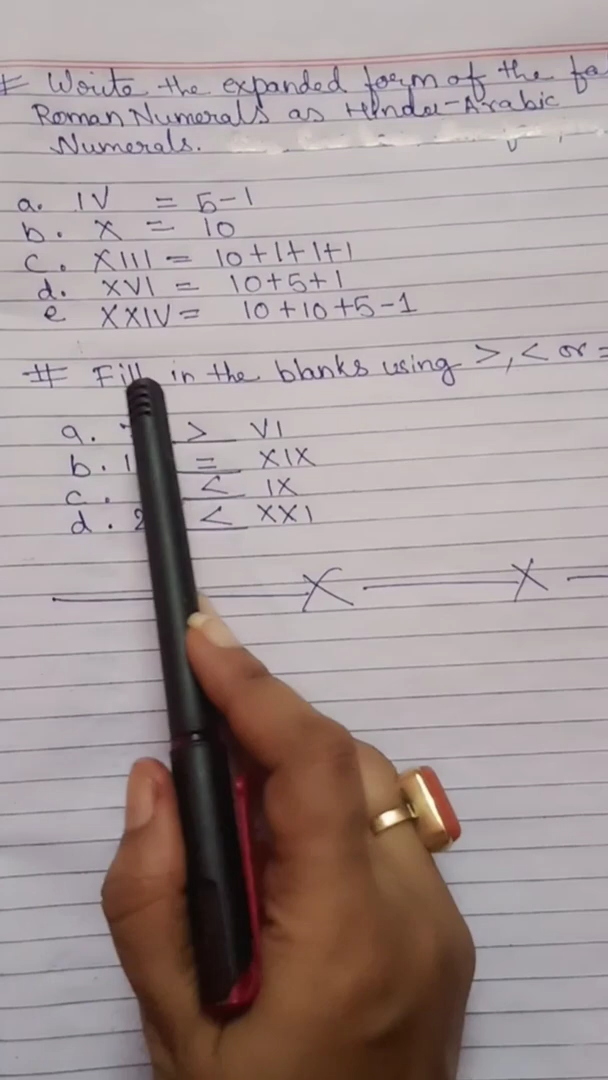 # Write the expanded form of the
Roman Numerals as Hindu-Arabic
Numerals.
a. IV = 5-1
b. X = 10
c. XIII = 10+1+1+1
d. XVI = 10+5+1
e XXIV = 10+10+5-1
# Fill in the blanks using >, < or =
a. > VI
b. 1 = XIX
c. < IX
d. 2 < XXI